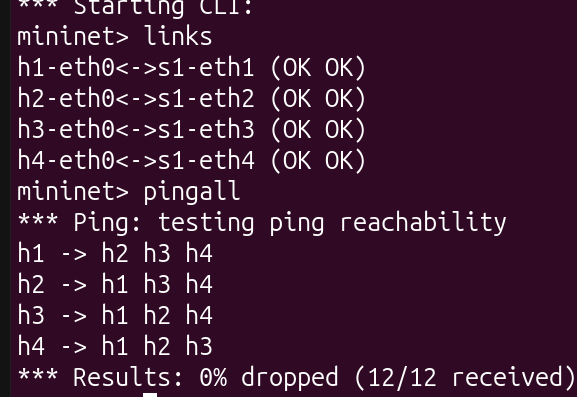 *** Starting CLI:
mininet> links
h1-eth0<->s1-eth1 (OK OK)
h2-eth0<->s1-eth2 (OK OK)
h3-eth0<->s1-eth3 (OK OK)
h4-eth0<->s1-eth4 (OK OK)
mininet> pingall
*** Ping: testing ping reachability
h1 -> h2 h3 h4
h2 -> h1 h3 h4
h3 -> h1 h2 h4
h4 -> h1 h2 h3
*** Results: 0% dropped (12/12 received)